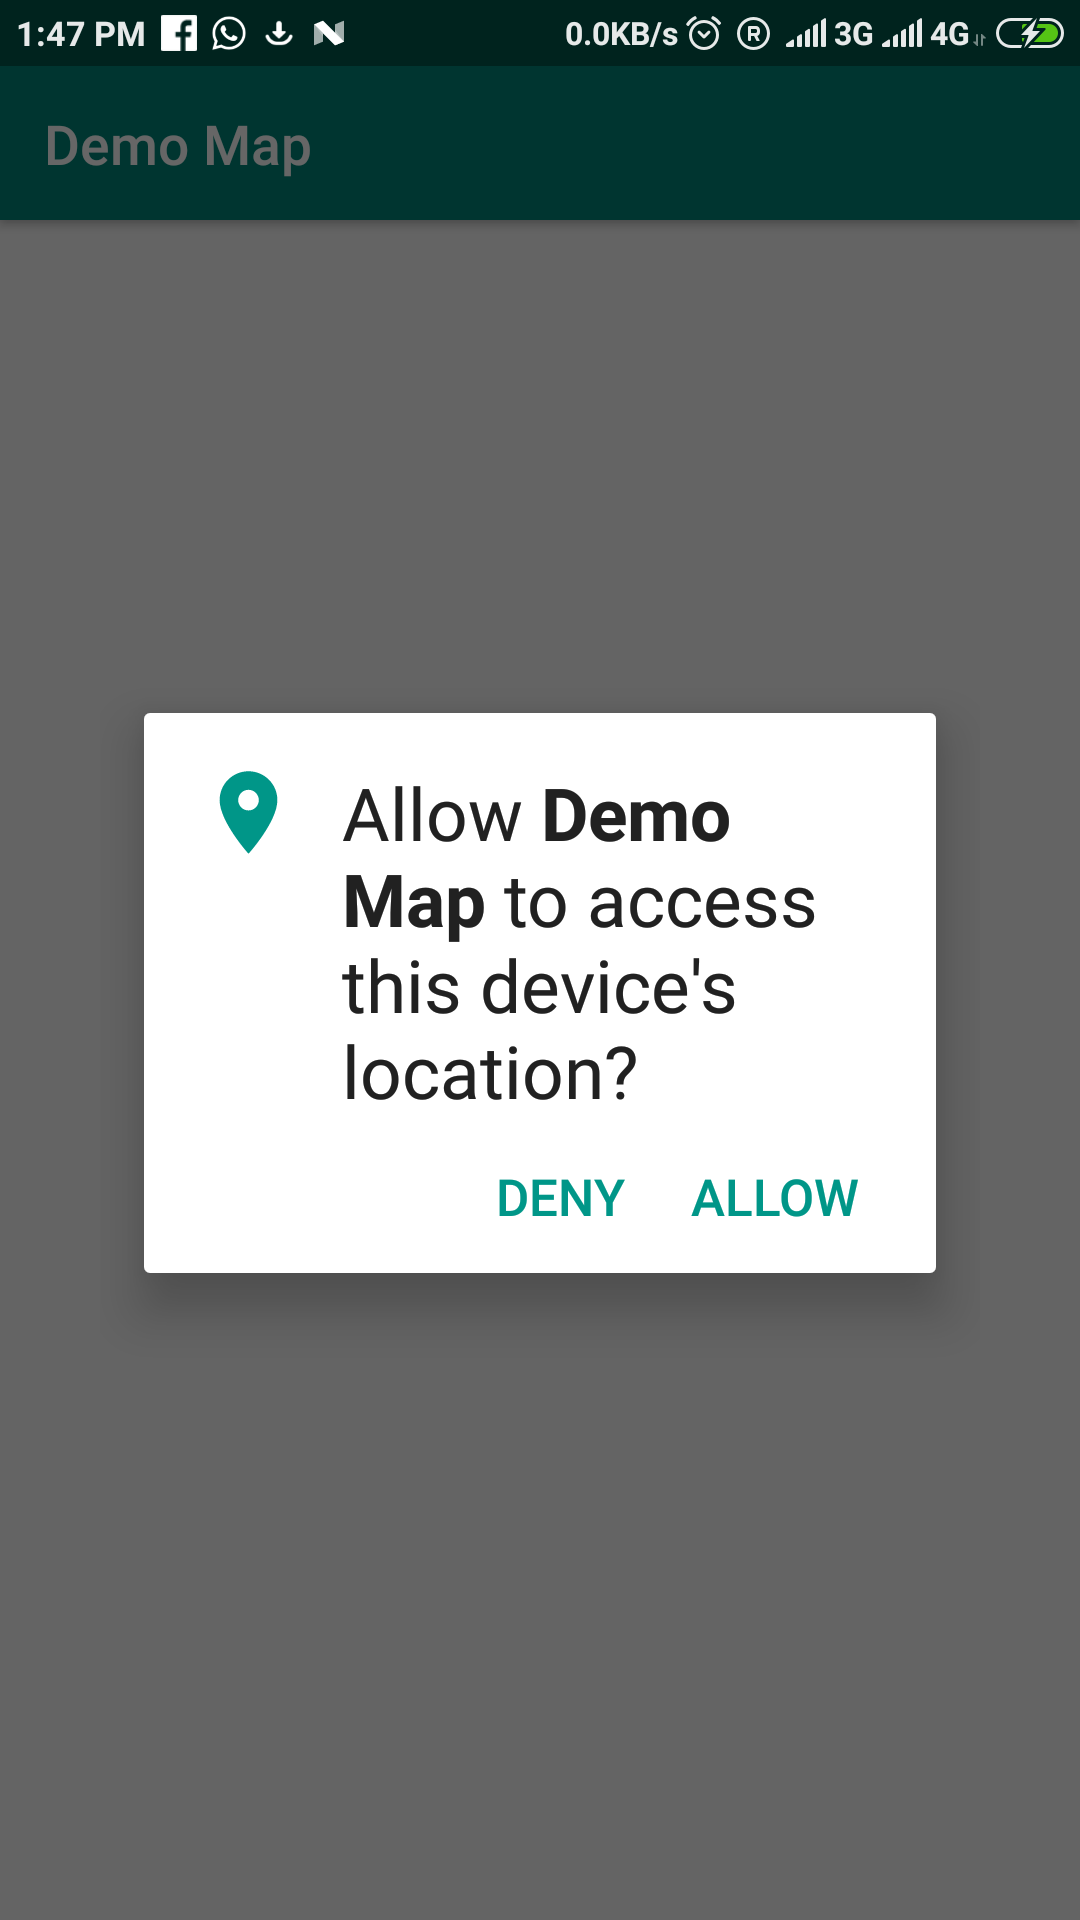 1:47 PM 0.0KB/s R 3G 4G
Demo Map
Allow Demo
Map to access
this device's
location?
DENY ALLOW